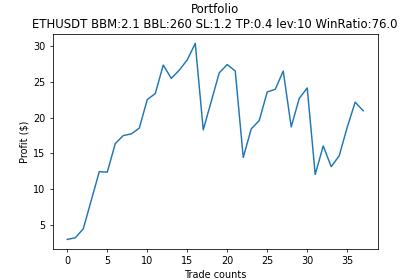 Portfolio
ETHUSDT BBM:2.1 BBL:260 SL:1.2 TP:0.4 lev:10 WinRatio:76.0
30
25
20
15
10
5
Profit ($)
0 5 10 15 20 25 30 35
Trade counts